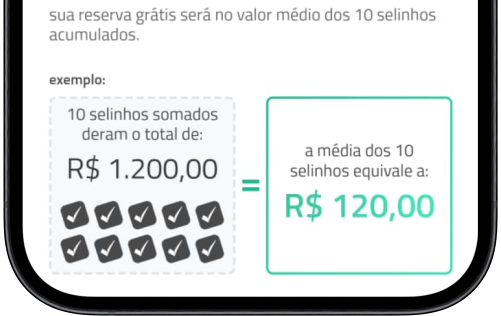 sua reserva grátis será no valor médio dos 10 selinhos
acumulados.
exemplo:
10 selinhos somados
deram o total de:
R$ 1.200,00
=
a média dos 10
selinhos equivale a:
R$ 120,00